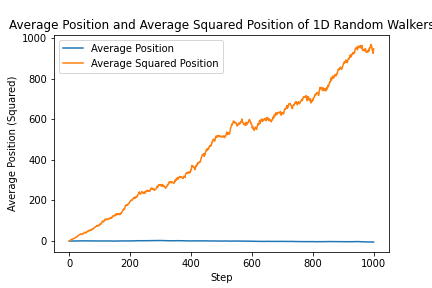 Average Position and Average Squared Position of 1D Random Walkers
Average Position
Average Squared Position
Average Position (Squared)
1000
800
600
400
200
0
0 200 400 600 800 1000
Step